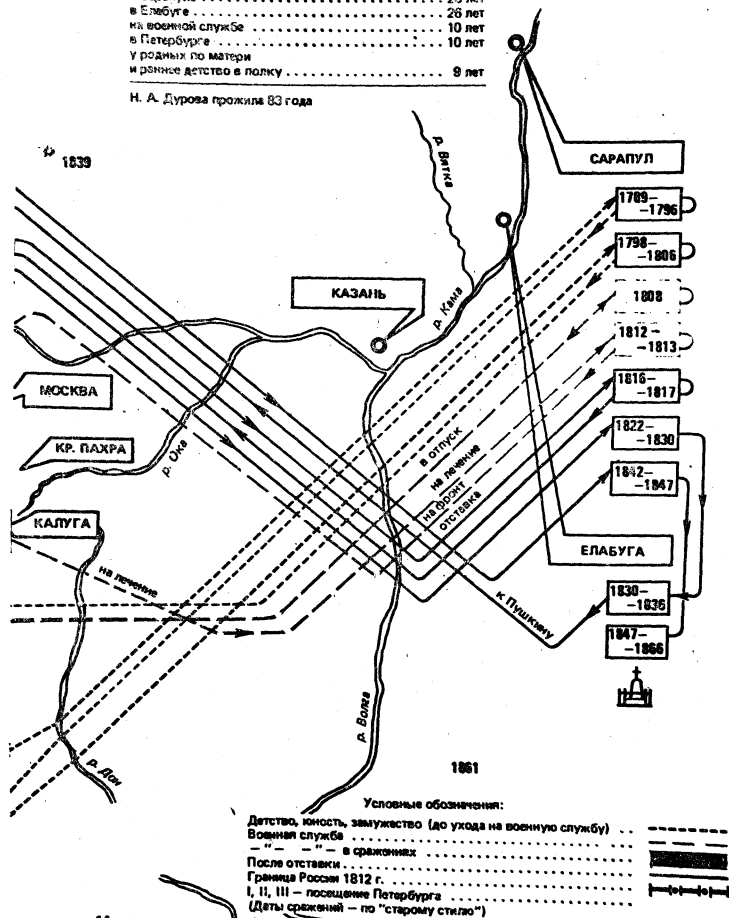 в Елабуге . . . . . . . . . . . . . . . . . . . . . . 26 лет
на военной службе . . . . . . . . . . . . . . . . 10 лет
в Петербурге . . . . . . . . . . . . . . . . . . . . 10 лет
у родных по матери
и раннее детство в полку . . . . . . . . . . . . . 9 лет
Н. А. Дурова прожила 83 года
1839
р. Вятка
САРАПУЛ
1789–
–1796
1798–
–1806
КАЗАНЬ
р. Кама
1808
1812 –
–1813
МОСКВА
1816–
–1817
КР. ПАХРА
р. Ока
в отпуск
на лечение
на фронт
отставка
1822–
–1830
1842–
–1847
КАЛУГА
ЕЛАБУГА
на лечение
к Пушкину
1830–
–1836
1847–
–1866
р. Волга
р. Дон
1861
Условные обозначения:
Детство, юность, замужество (до ухода на военную службу) . . .
Военная служба . . . . . . . . . . . . . . . . . . . .
– " – – " – в сражениях . . . . . . . . . . . . . . . .
После отставки . . . . . . . . . . . . . . . . . . . .
Граница России 1812 г. . . . . . . . . . . . . . . . .
I, II, III – посещение Петербурга
(Даты сражений – по "старому стилю")